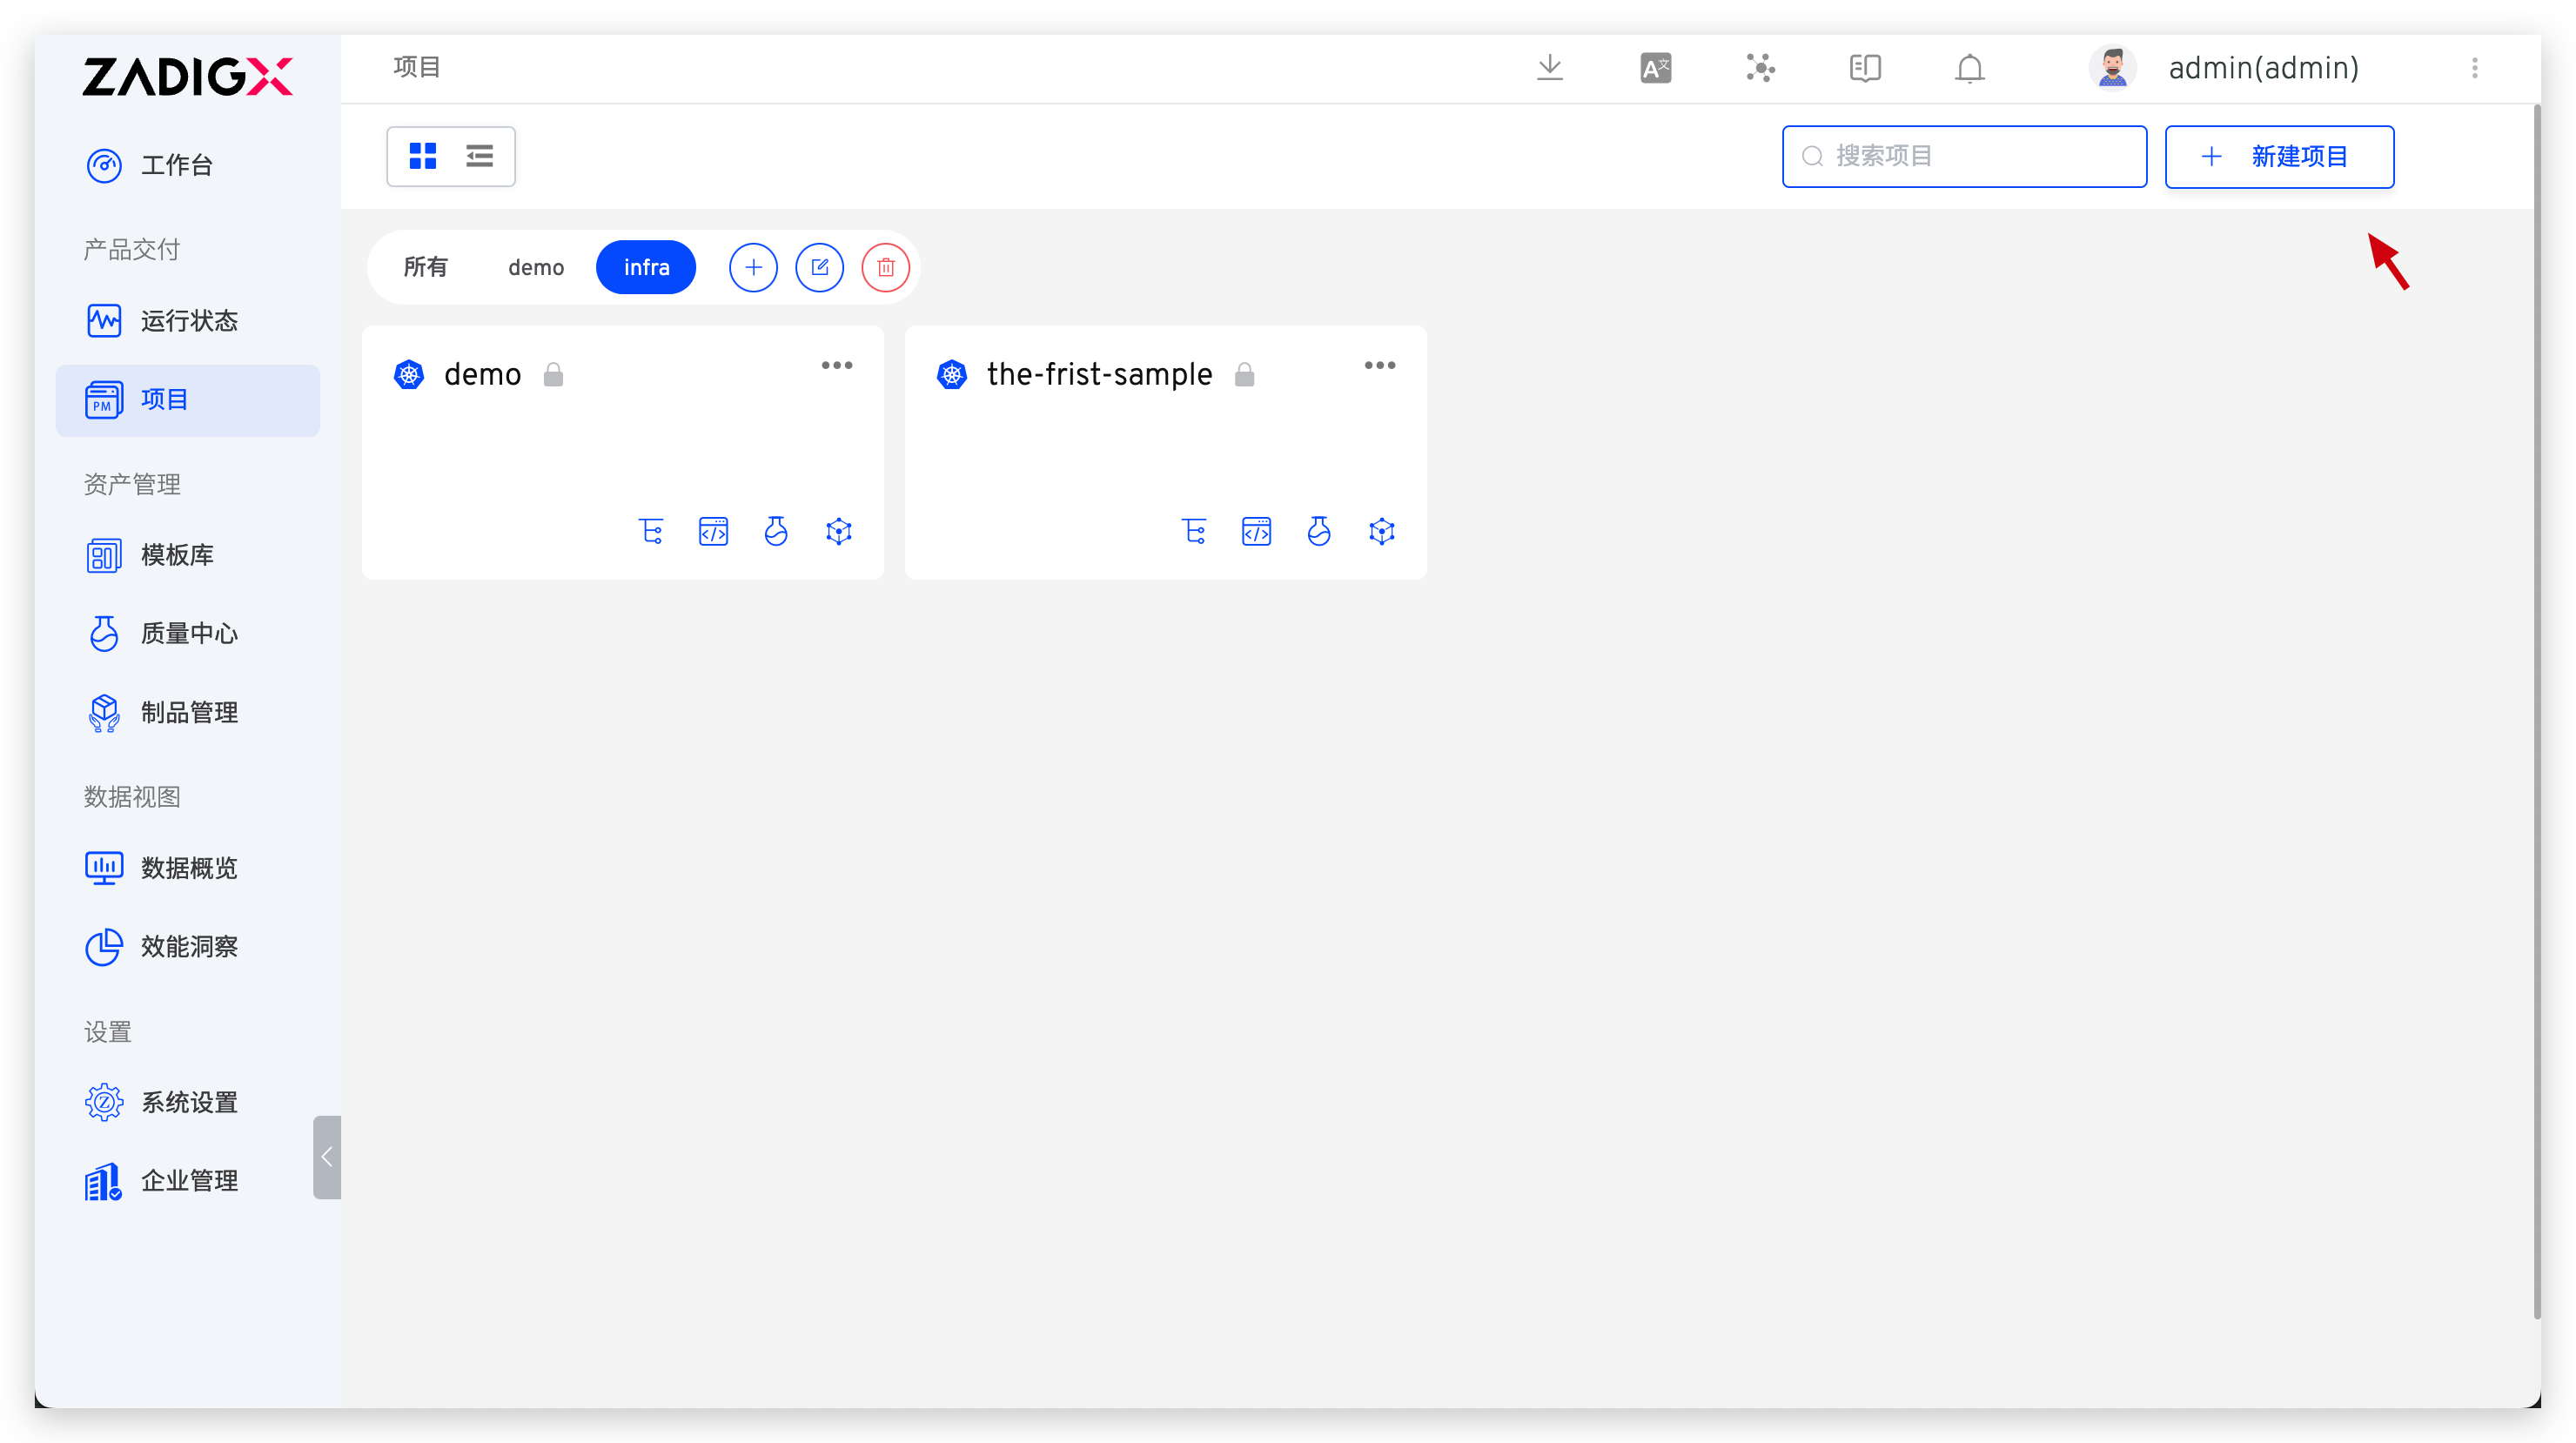 ZADIGX
项目
admin(admin)
工作台
搜索项目
新建项目
产品交付
所有
demo
infra
运行状态
项目
demo
the-frist-sample
资产管理
模板库
质量中心
制品管理
数据视图
数据概览
效能洞察
设置
系统设置
企业管理
PM
A文
Z